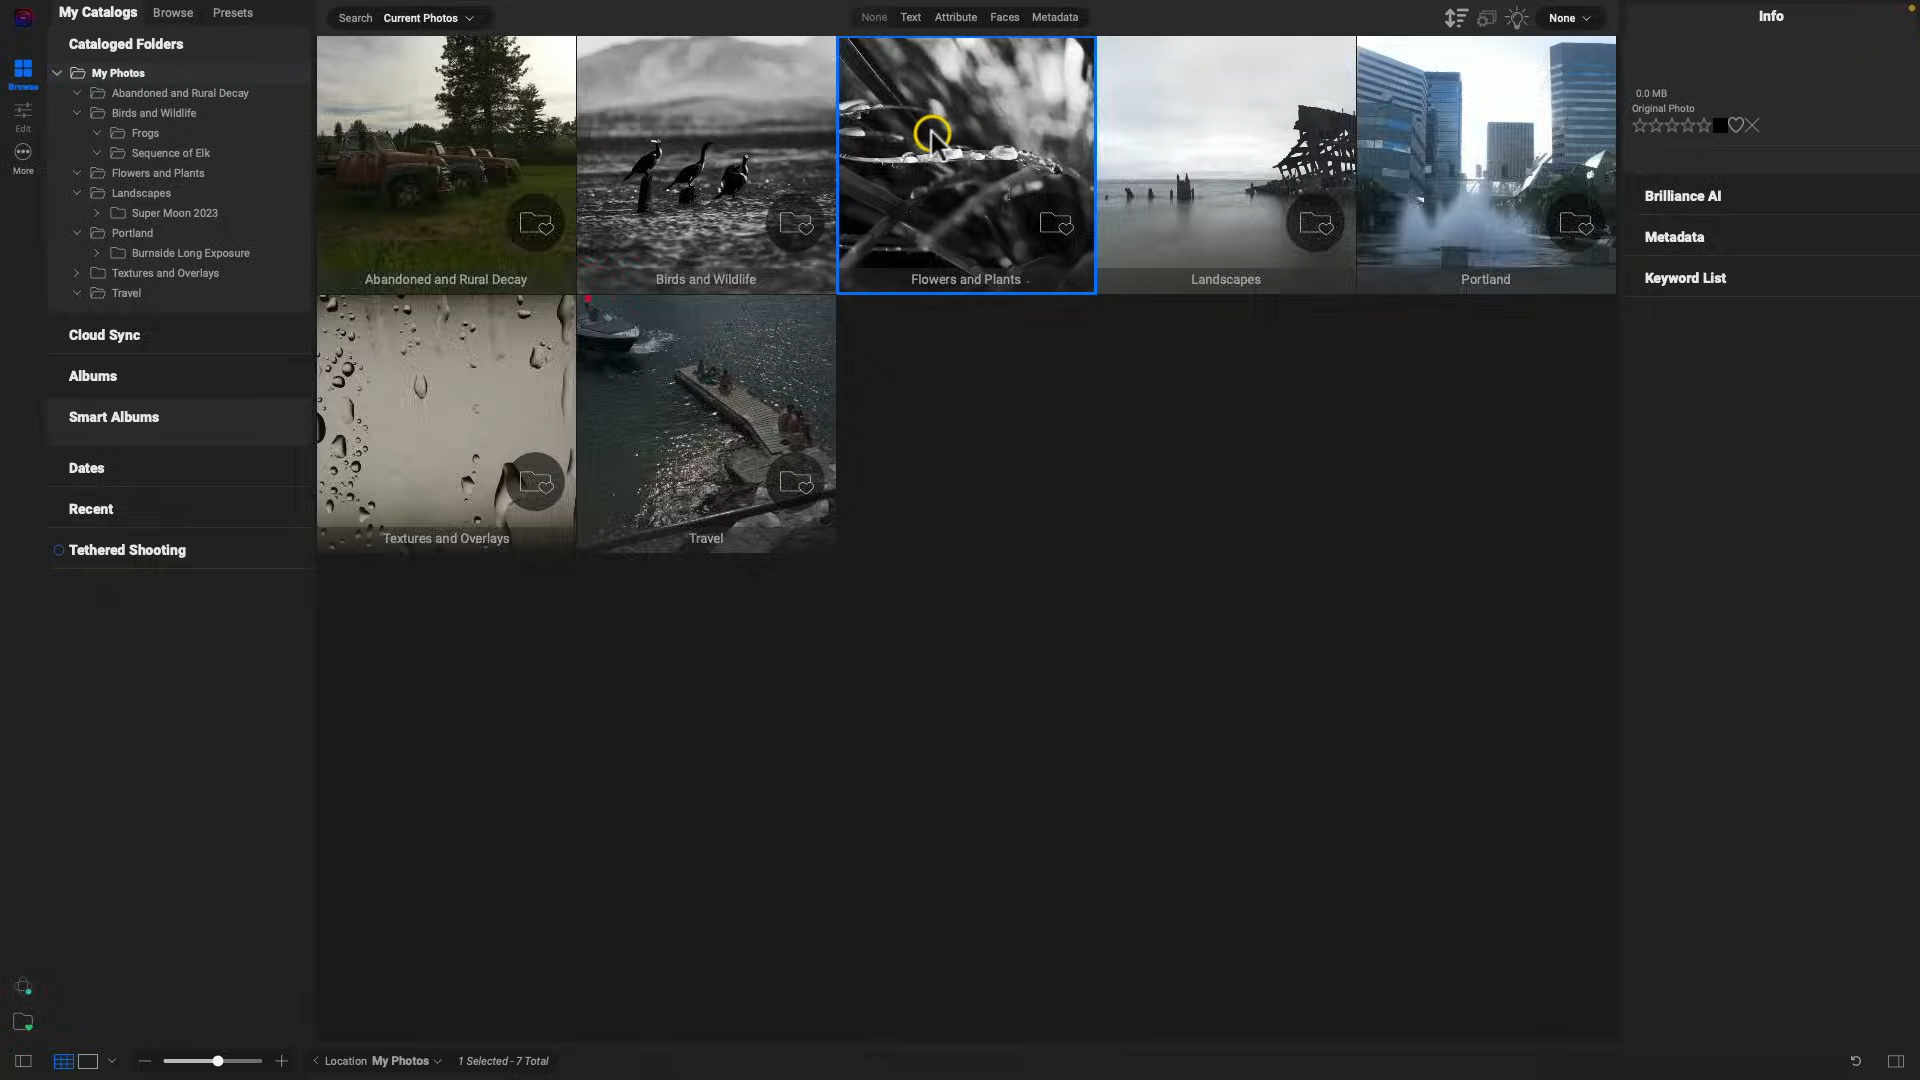 My Catalogs Browse Presets
Search Current Photos
None Text Attribute Faces Metadata
None
Info
Cataloged Folders
Browse
My Photos
Abandoned and Rural Decay
Edit
Birds and Wildlife
Frogs
Sequence of Elk
More
Flowers and Plants
Landscapes
Super Moon 2023
Portland
Burnside Long Exposure
Textures and Overlays
Travel
Cloud Sync
Albums
Smart Albums
Dates
Recent
Tethered Shooting
Abandoned and Rural Decay
Birds and Wildlife
Flowers and Plants
Landscapes
Portland
Textures and Overlays
Travel
0.0 MB
Original Photo
Brilliance AI
Metadata
Keyword List
Location My Photos
1 Selected - 7 Total